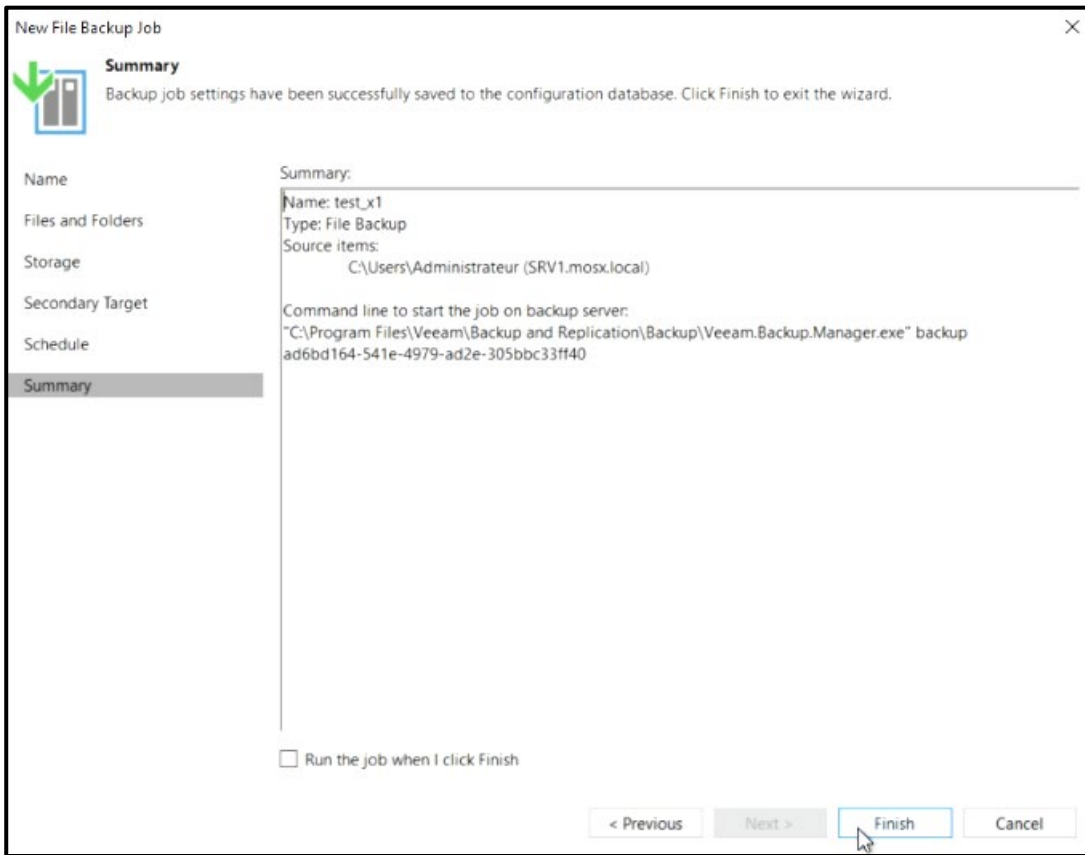 New File Backup Job
Summary
Backup job settings have been successfully saved to the configuration database. Click Finish to exit the wizard.
Name
Files and Folders
Storage
Secondary Target
Schedule
Summary
Summary:
Name: test_x1
Type: File Backup
Source items:
C:\Users\Administrateur (SRV1.mosx.local)
Command line to start the job on backup server:
"C:\Program Files\Veeam\Backup and Replication\Backup\Veeam.Backup.Manager.exe" backup
ad6bd164-541e-4979-ad2e-305bbc33ff40
Run the job when I click Finish
< Previous
Next >
Finish
Cancel